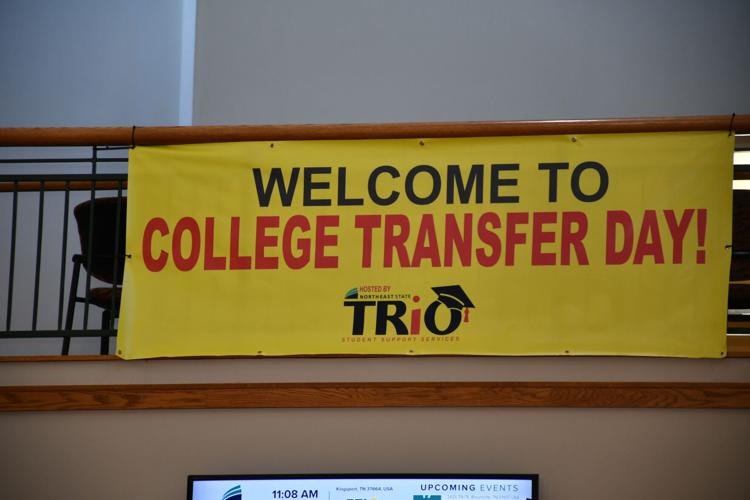 WELCOME TO
COLLEGE TRANSFER DAY!
HOSTED BY
NORTHEAST STATE
TRiO
STUDENT SUPPORT SERVICES
11:08 AM
Kingsport, TN 37664, USA
UPCOMING EVENTS